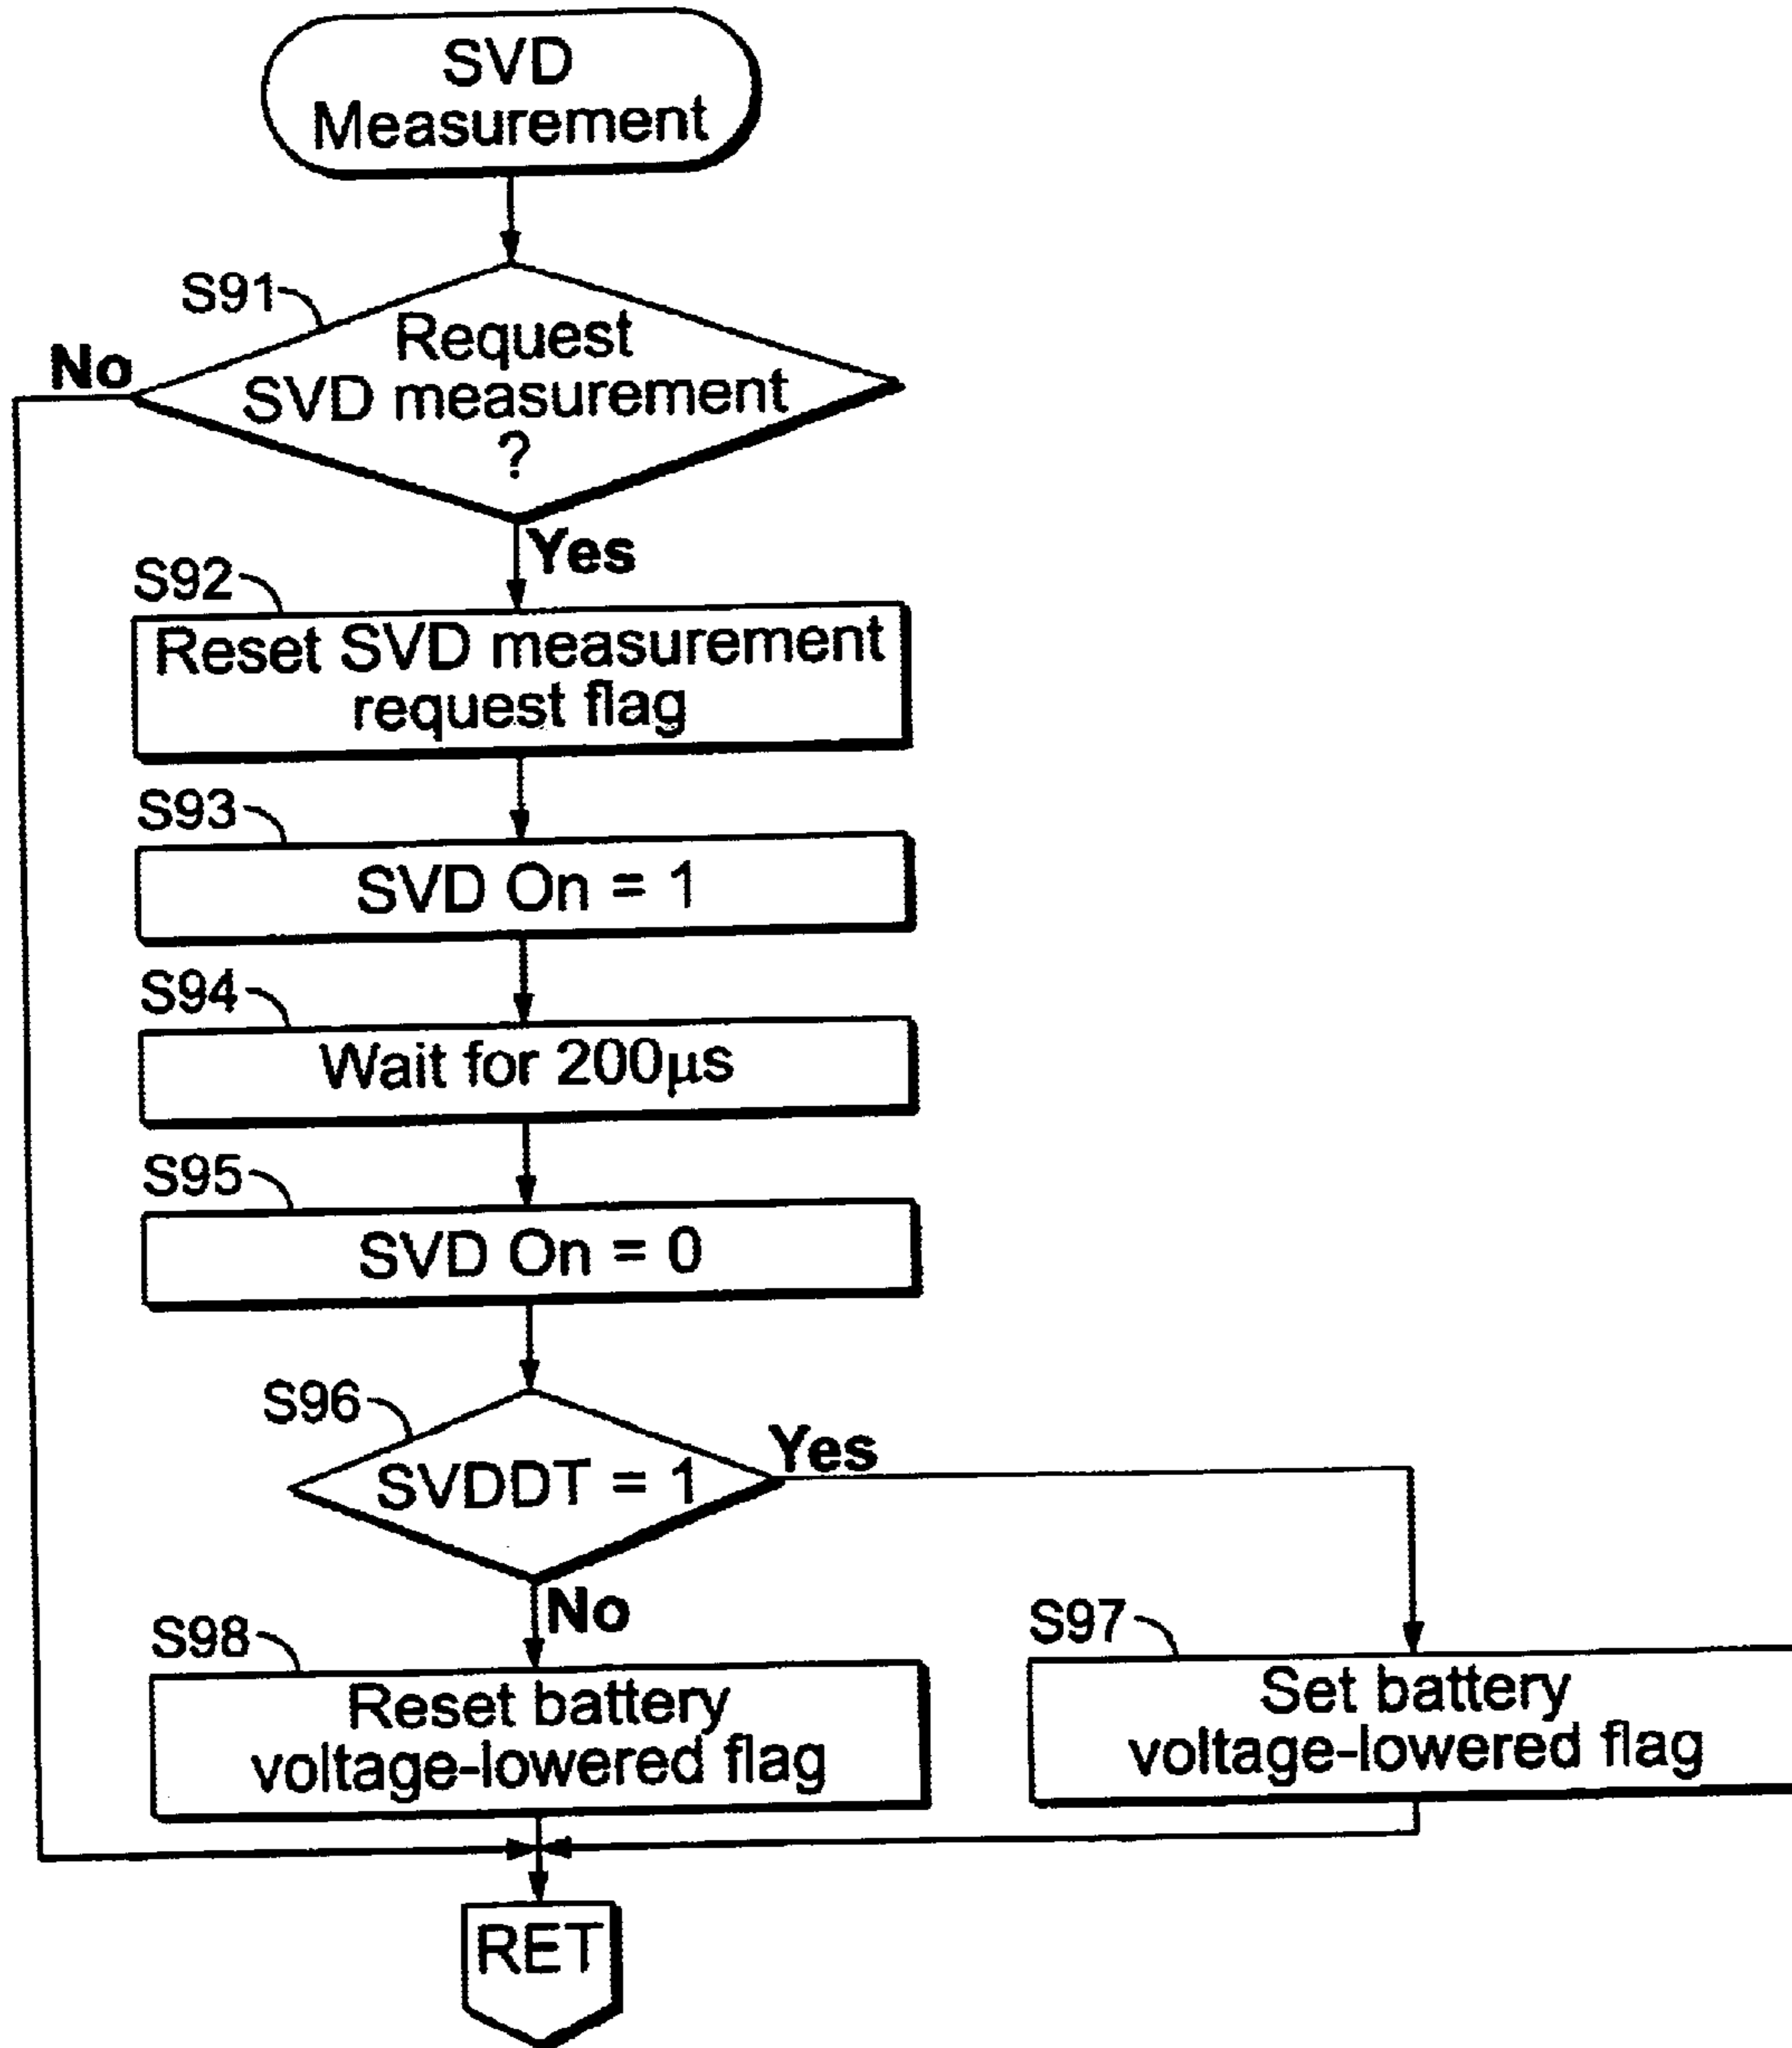 SVD
Measurement
S91
Request
SVD measurement
?
No
Yes
S92
Reset SVD measurement
request flag
S93
SVD On = 1
S94
Wait for 200µs
S95
SVD On = 0
S96
SVDDT = 1
Yes
No
S98
Reset battery
voltage-lowered flag
S97
Set battery
voltage-lowered flag
RET